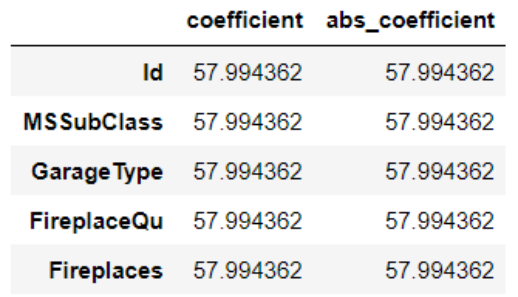 coefficient abs_coefficient
Id 57.994362 57.994362
MSSubClass 57.994362 57.994362
GarageType 57.994362 57.994362
FireplaceQu 57.994362 57.994362
Fireplaces 57.994362 57.994362